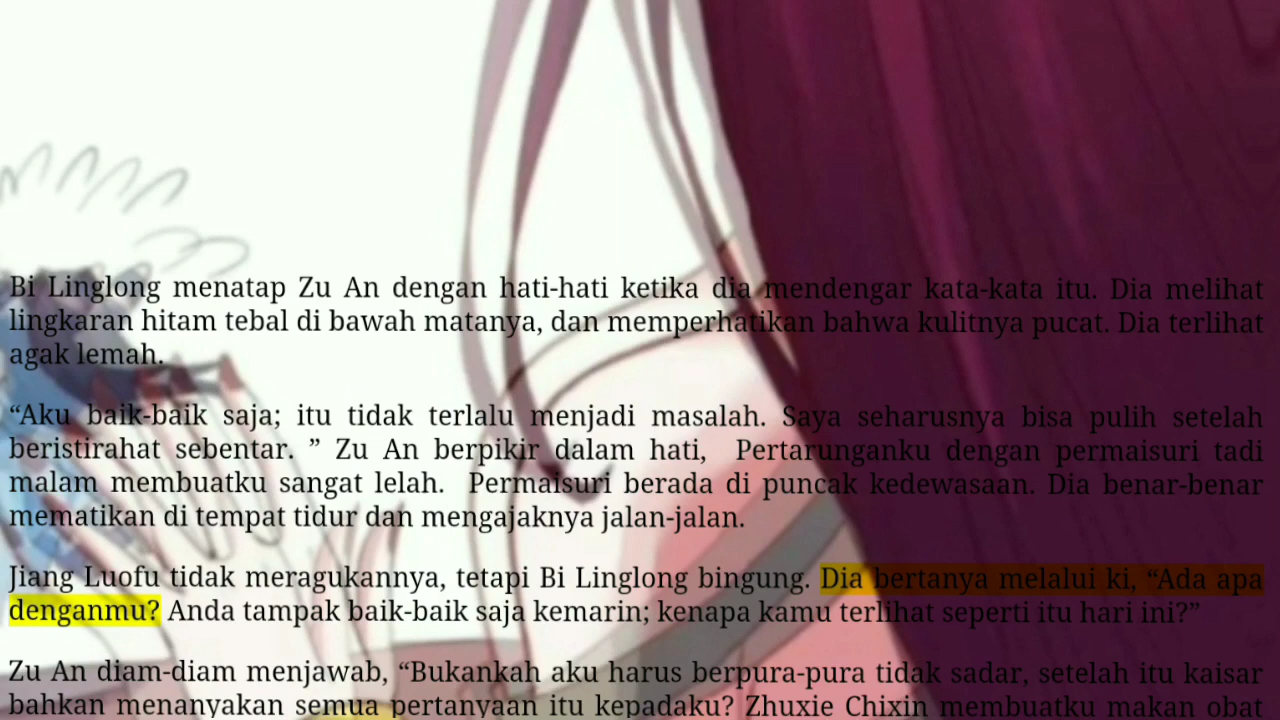 Bi Linglong menatap Zu An dengan hati-hati ketika dia mendengar kata-kata itu. Dia melihat
lingkaran hitam tebal di bawah matanya, dan memperhatikan bahwa kulitnya pucat. Dia terlihat
agak lemah.
“Aku baik-baik saja; itu tidak terlalu menjadi masalah. Saya seharusnya bisa pulih setelah
beristirahat sebentar. ” Zu An berpikir dalam hati, Pertarunganku dengan permaisuri tadi
malam membuatku sangat lelah. Permaisuri berada di puncak kedewasaan. Dia benar-benar
mematikan di tempat tidur dan mengajaknya jalan-jalan.
Jiang Luofu tidak meragukannya, tetapi Bi Linglong bingung. Dia bertanya melalui ki, “Ada apa
denganmu? Anda tampak baik-baik saja kemarin; kenapa kamu terlihat seperti itu hari ini?”
Zu An diam-diam menjawab, “Bukankah aku harus berpura-pura tidak sadar, setelah itu kaisar
bahkan menanyakan semua pertanyaan itu kepadaku? Zhuxie Chixin membuatku makan obat